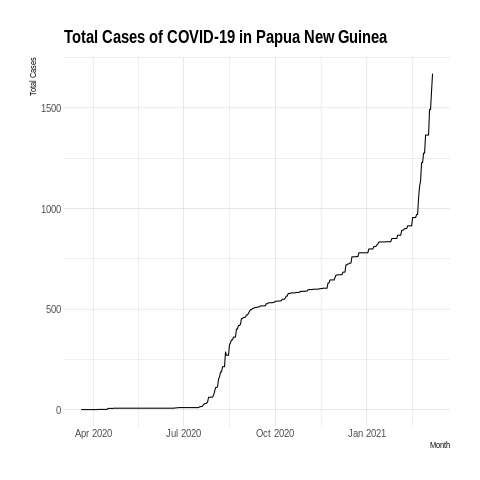 Total Cases of COVID-19 in Papua New Guinea
Total Cases
1500
1000
500
0
Apr 2020 Jul 2020 Oct 2020 Jan 2021
Month